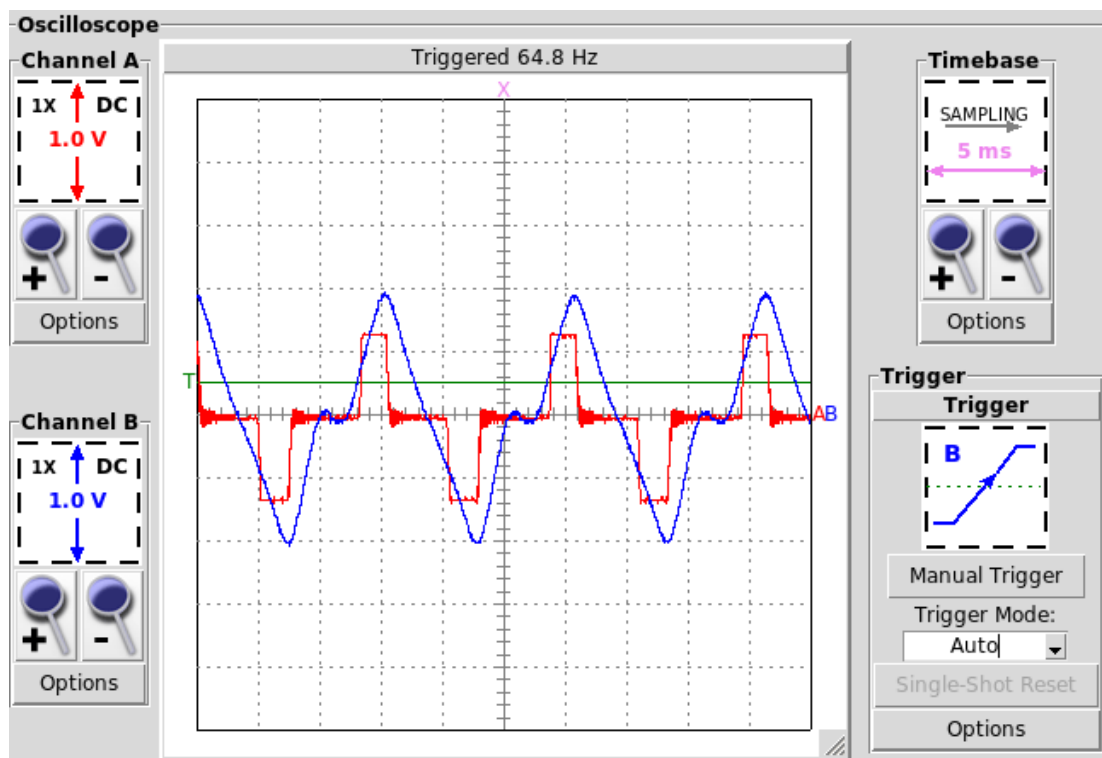 Oscilloscope
Channel A
1X DC
1.0 V
+ -
Options
Channel B
1X DC
1.0 V
+ -
Options
Triggered 64.8 Hz
X
T
AB
Timebase
SAMPLING
5 ms
+ -
Options
Trigger
Trigger
B
Manual Trigger
Trigger Mode:
Auto
Single-Shot Reset
Options